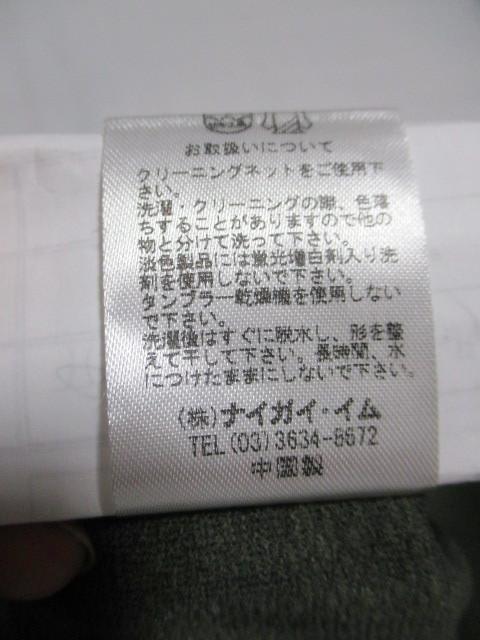 お取扱いについて
クリーニングネットをご使用下
さい。
洗濯・クリーニングの際、色落
ちすることがありますので他の
物と分けて洗って下さい。
淡色製品には蛍光増白剤入り洗
剤を使用しないで下さい。
タンブラー乾燥機を使用しない
で下さい。
洗濯後はすぐに脱水し、形を整
えて干して下さい。長時間、水
につけたままにしないで下さい。
(株)ナイガイ・イム
TEL(03)3634-8672
中国製